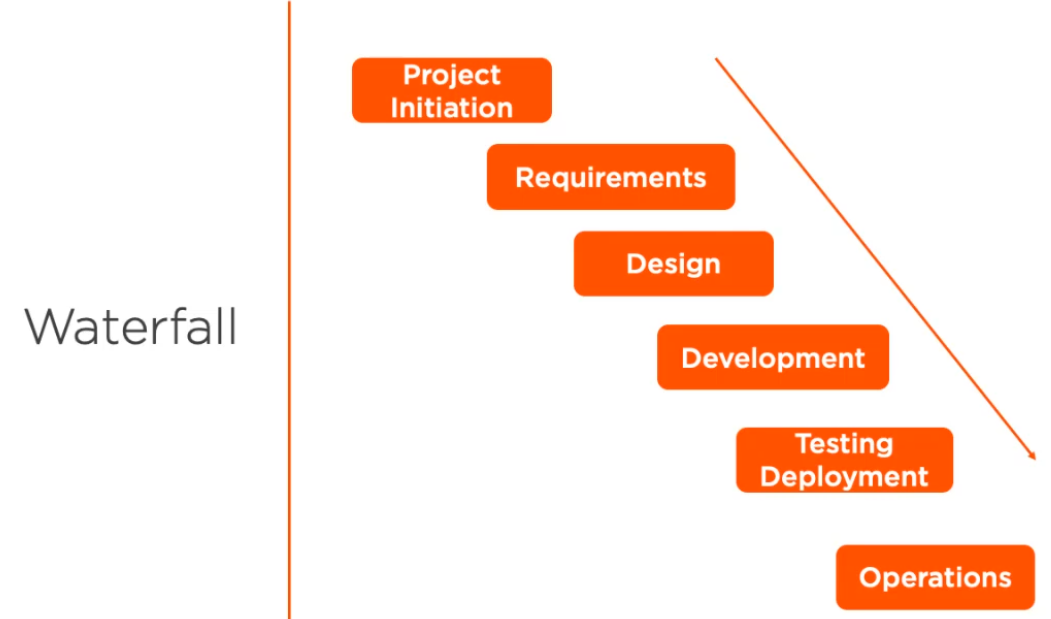 Waterfall
Project
Initiation
Requirements
Design
Development
Testing
Deployment
Operations